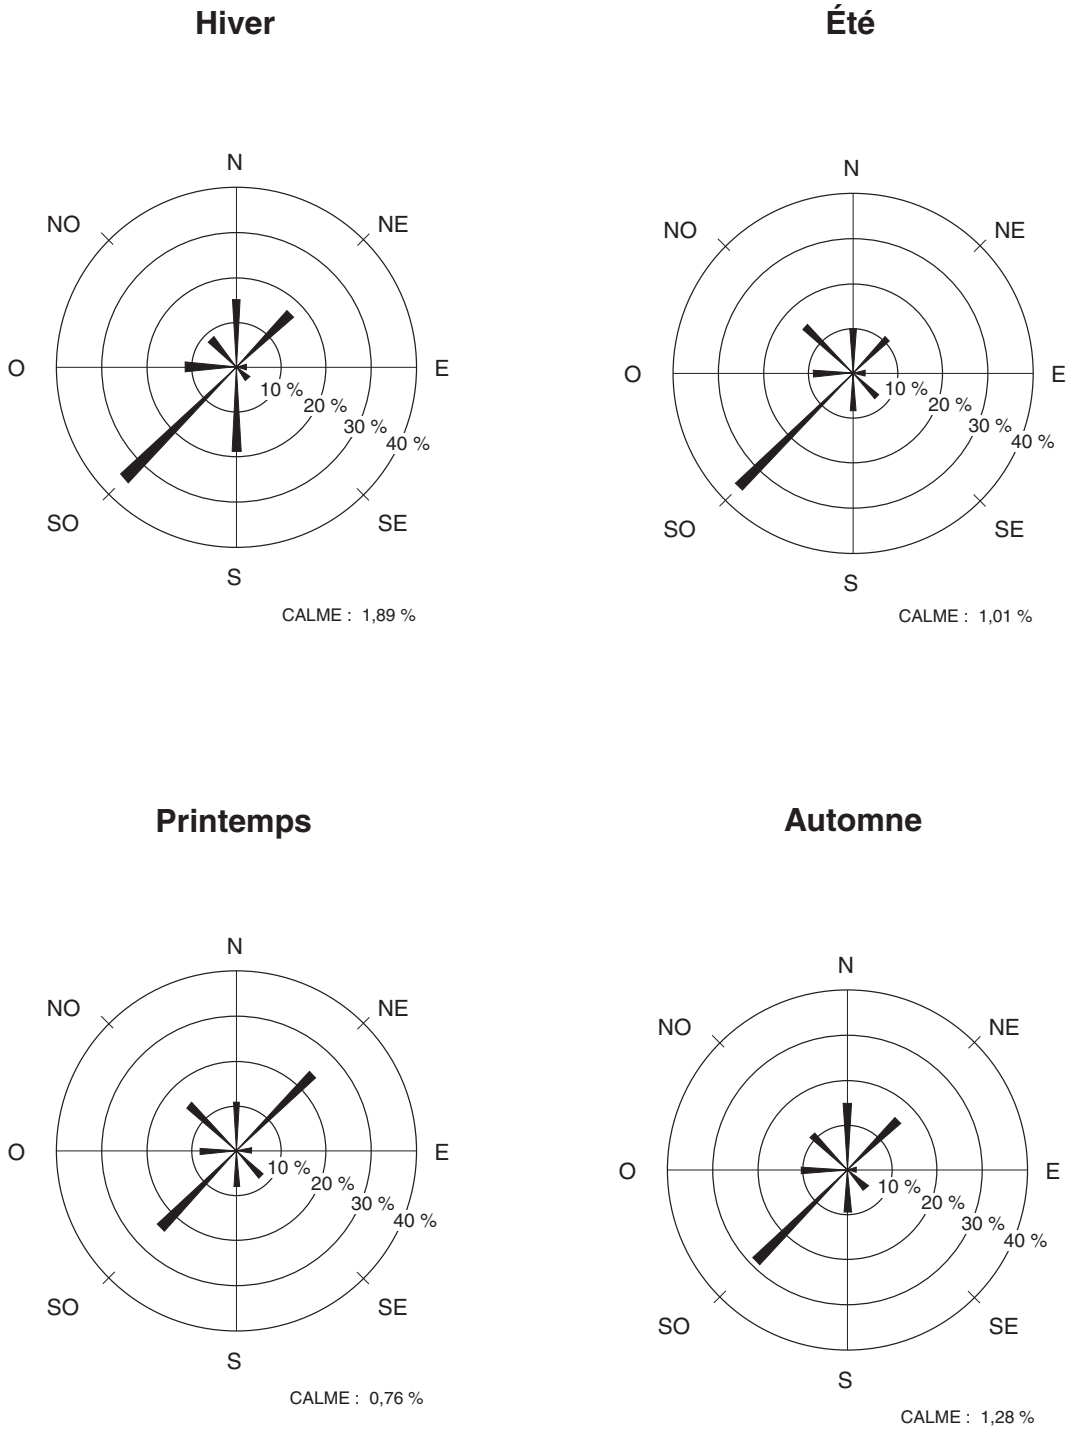 Hiver
N
NO
NE
O
E
10 %
20 %
30 %
40 %
SO
SE
S
CALME : 1,89 %
Été
N
NO
NE
O
E
10 %
20 %
30 %
40 %
SO
SE
S
CALME : 1,01 %
Printemps
N
NO
NE
O
E
10 %
20 %
30 %
40 %
SO
SE
S
CALME : 0,76 %
Automne
N
NO
NE
O
E
10 %
20 %
30 %
40 %
SO
SE
S
CALME : 1,28 %